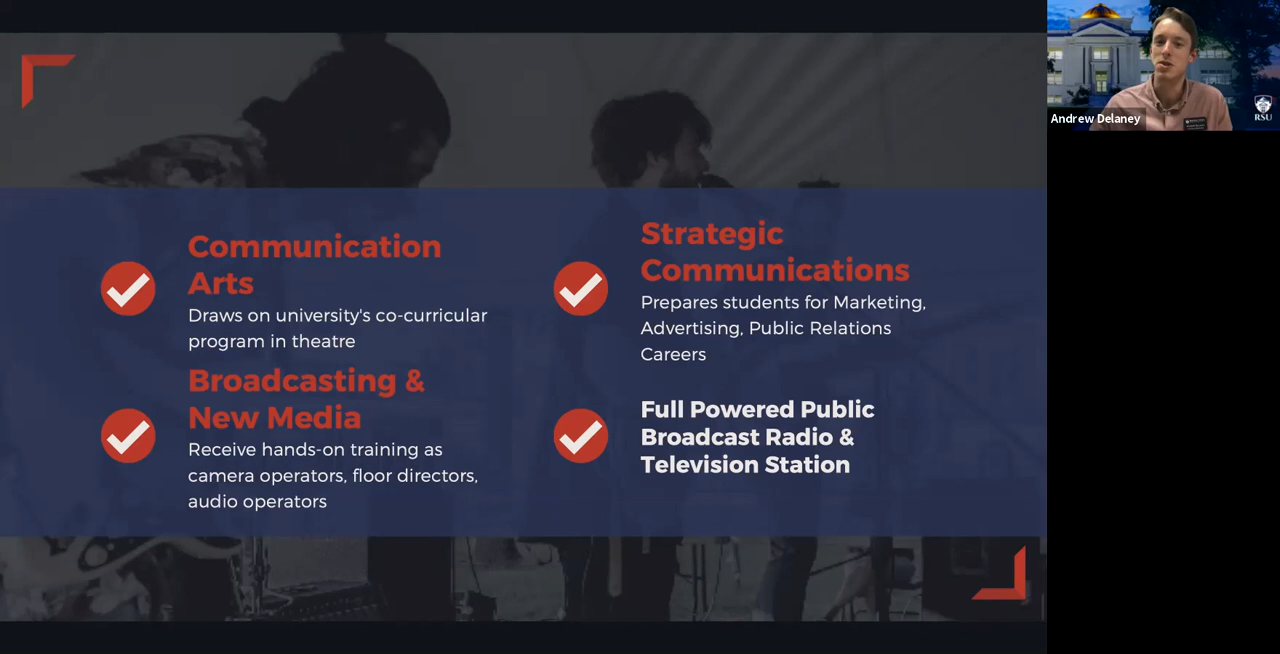 Communication
Arts
Draws on university's co-curricular
program in theatre
Broadcasting &
New Media
Receive hands-on training as
camera operators, floor directors,
audio operators
Strategic
Communications
Prepares students for Marketing,
Advertising, Public Relations
Careers
Full Powered Public
Broadcast Radio &
Television Station
Andrew Delaney
RSU